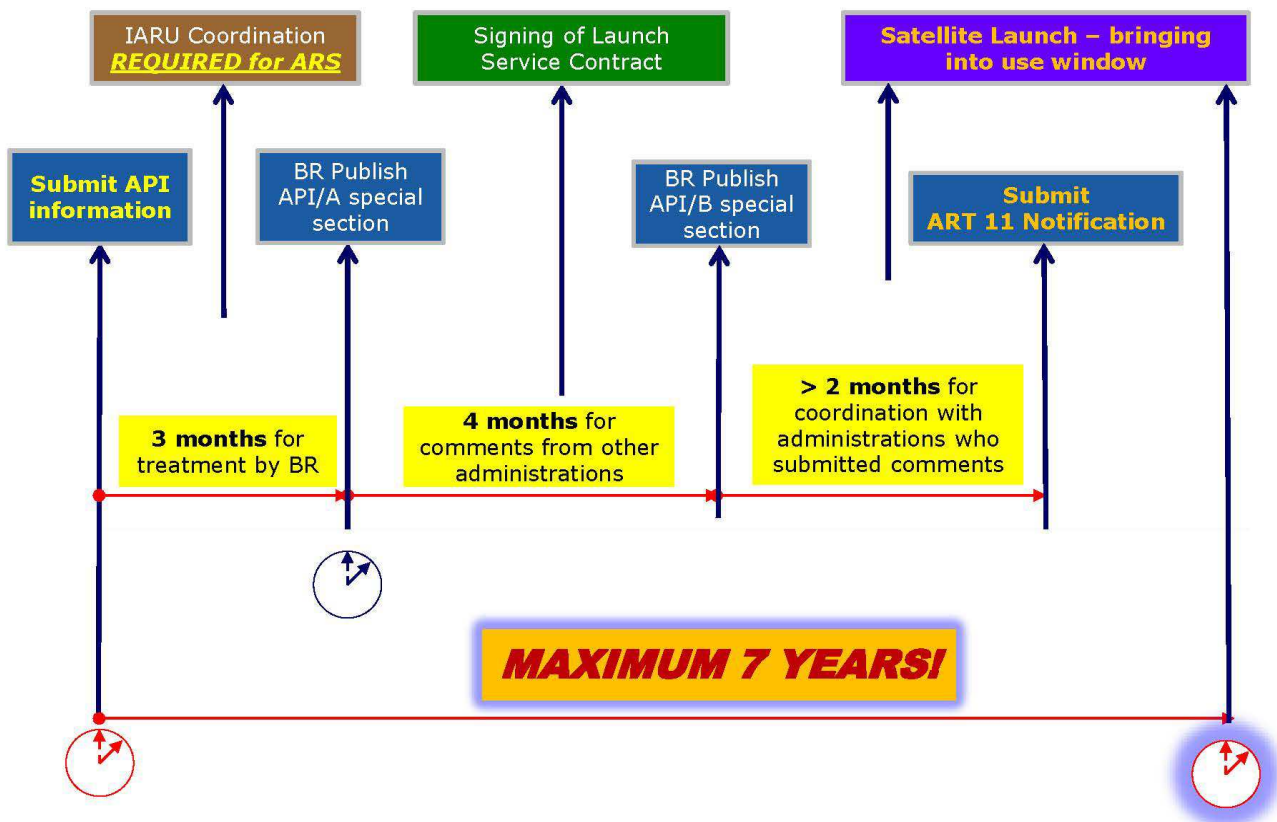 IARU Coordination
REQUIRED for ARS
Signing of Launch
Service Contract
Satellite Launch – bringing
into use window
Submit API
information
BR Publish
API/A special
section
BR Publish
API/B special
section
Submit
ART 11 Notification
3 months for
treatment by BR
4 months for
comments from other
administrations
> 2 months for
coordination with
administrations who
submitted comments
MAXIMUM 7 YEARS!